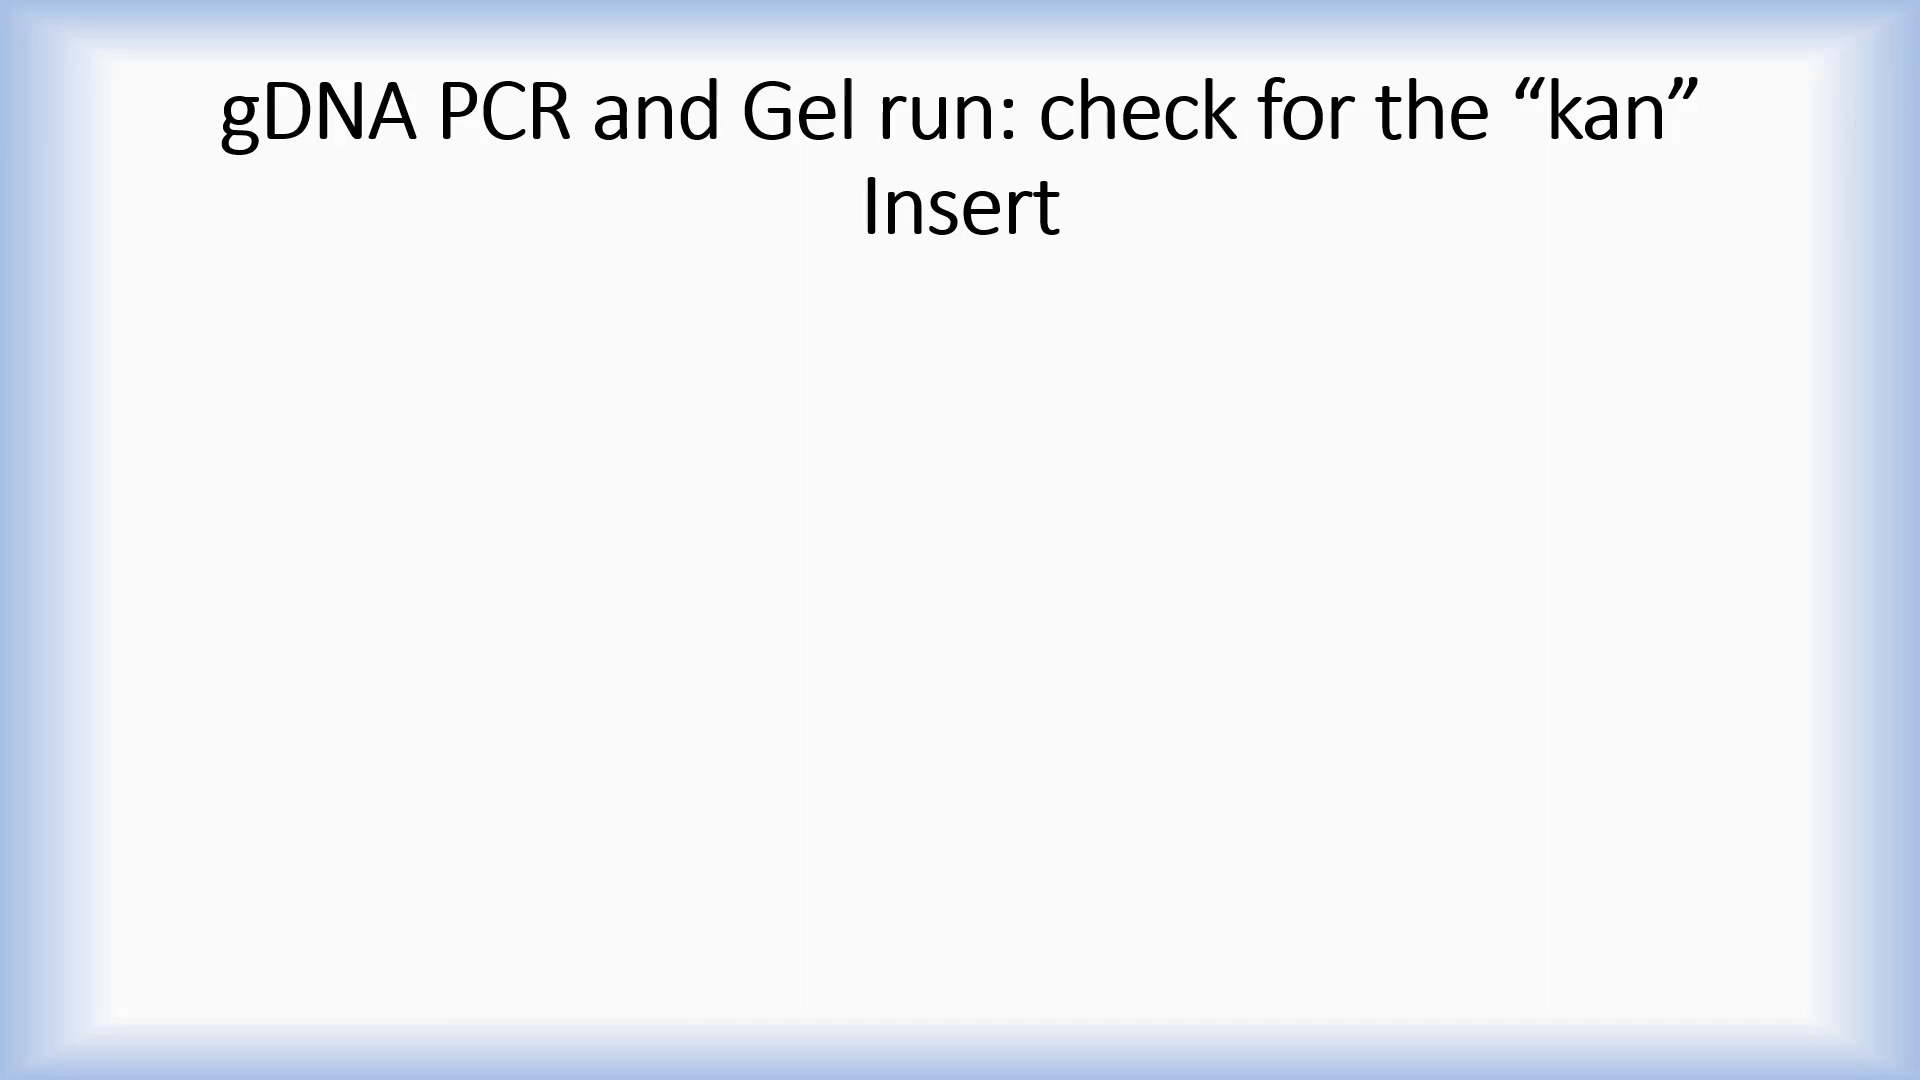 gDNA PCR and Gel run: check for the “kan”
Insert